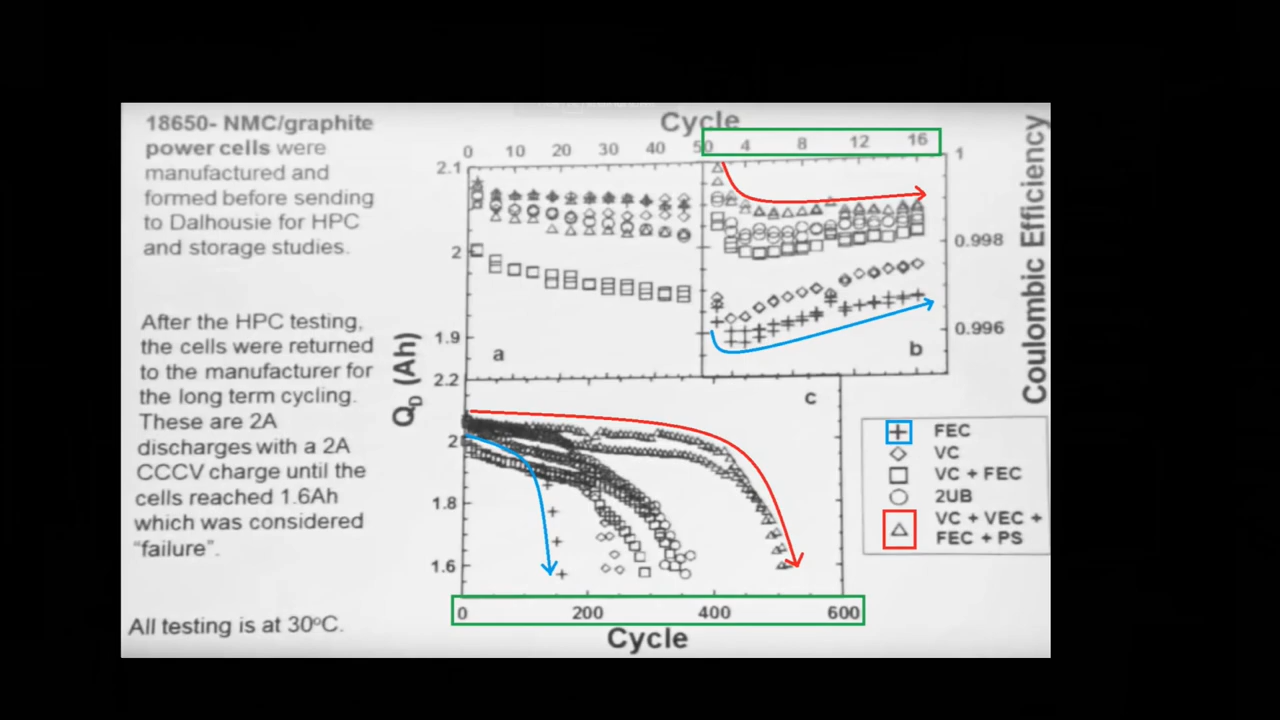 18650- NMC/graphite
power cells were
manufactured and
formed before sending
to Dalhousie for HPC
and storage studies.
After the HPC testing,
the cells were returned
to the manufacturer for
the long term cycling.
These are 2A
discharges with a 2A
CCCV charge until the
cells reached 1.6Ah
which was considered
“failure”.
All testing is at 30°C.
Cycle
0 10 20 30 40 50 4 8 12 16
2.1
2
1.9
a
1
0.998
0.996
b
Coulombic Efficiency
Q_D (Ah)
2.2
2
1.8
1.6
c
0 200 400 600
Cycle
FEC
VC
VC + FEC
2UB
VC + VEC +
FEC + PS